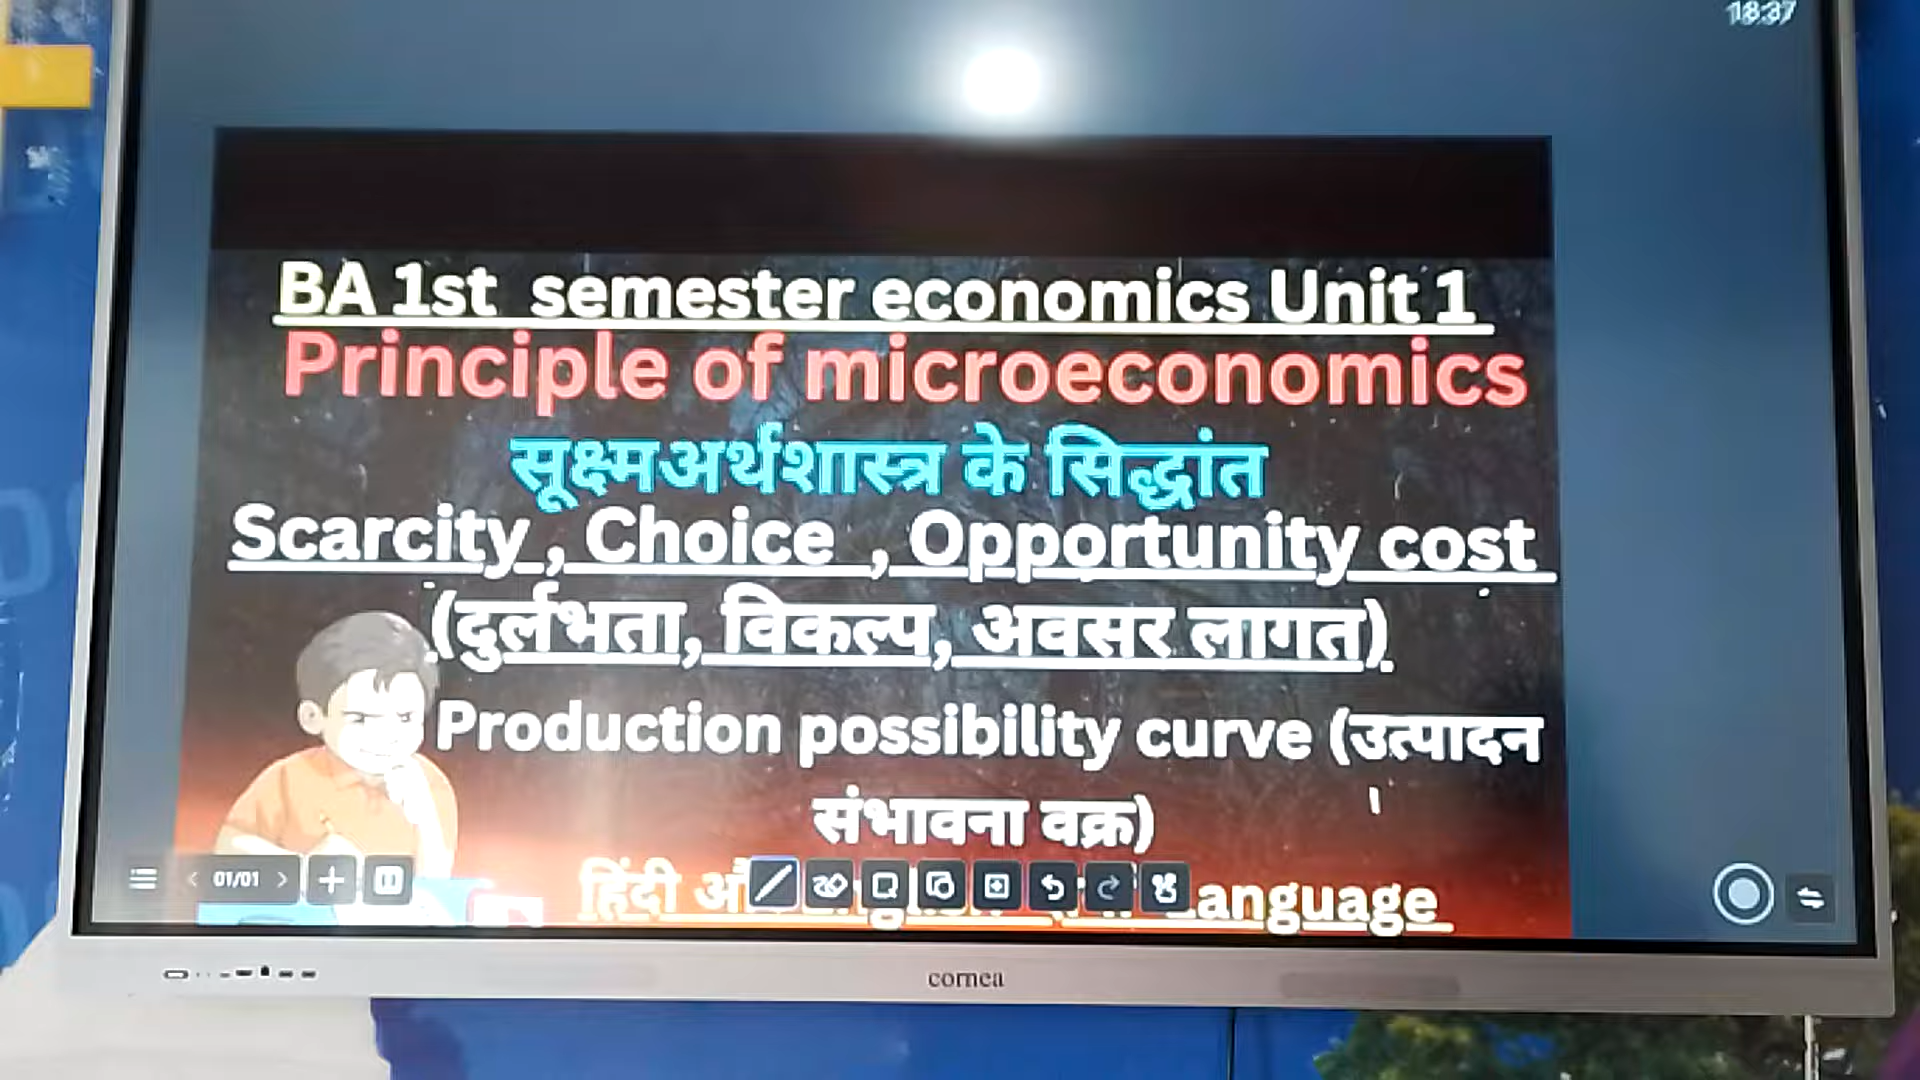 18:37
BA 1st semester economics Unit 1
Principle of microeconomics
सूक्ष्मअर्थशास्त्र के सिद्धांत
Scarcity , Choice , Opportunity cost
(दुर्लभता, विकल्प, अवसर लागत)
Production possibility curve (उत्पादन
संभावना वक्र)
हिंदी Language
01/01
cornea